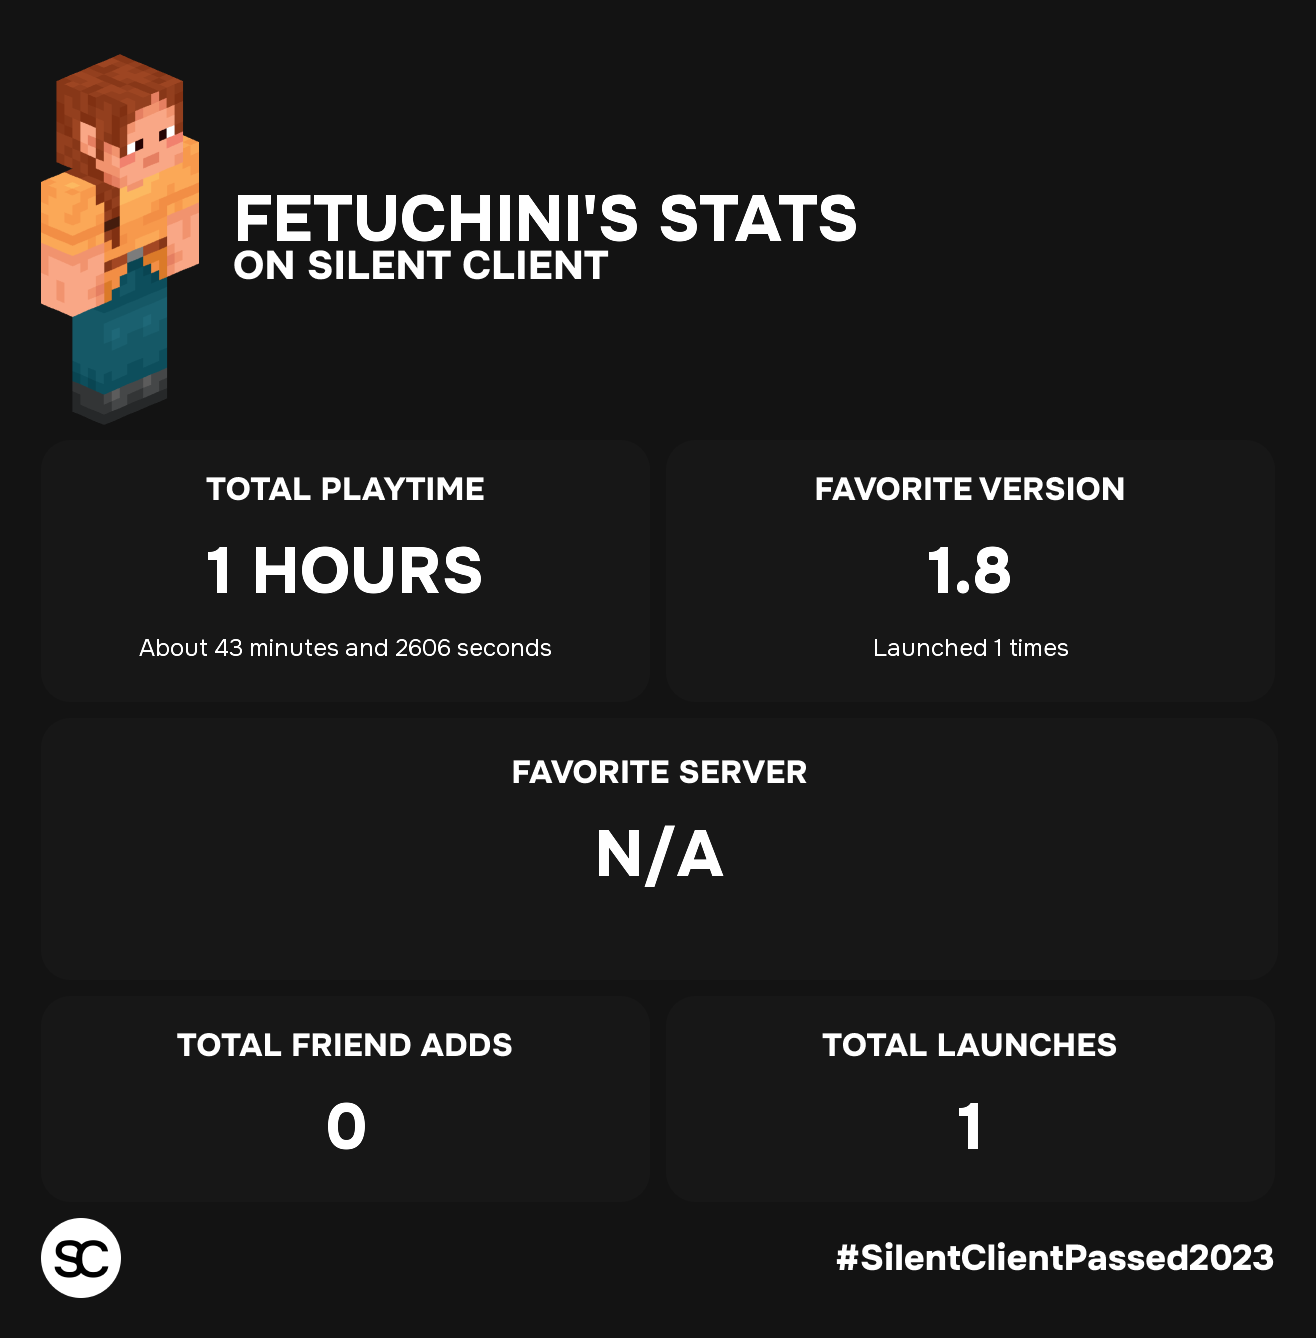 FETUCHINI'S STATS
ON SILENT CLIENT
TOTAL PLAYTIME
1 HOURS
About 43 minutes and 2606 seconds
FAVORITE VERSION
1.8
Launched 1 times
FAVORITE SERVER
N/A
TOTAL FRIEND ADDS
0
TOTAL LAUNCHES
1
SC
#SilentClientPassed2023